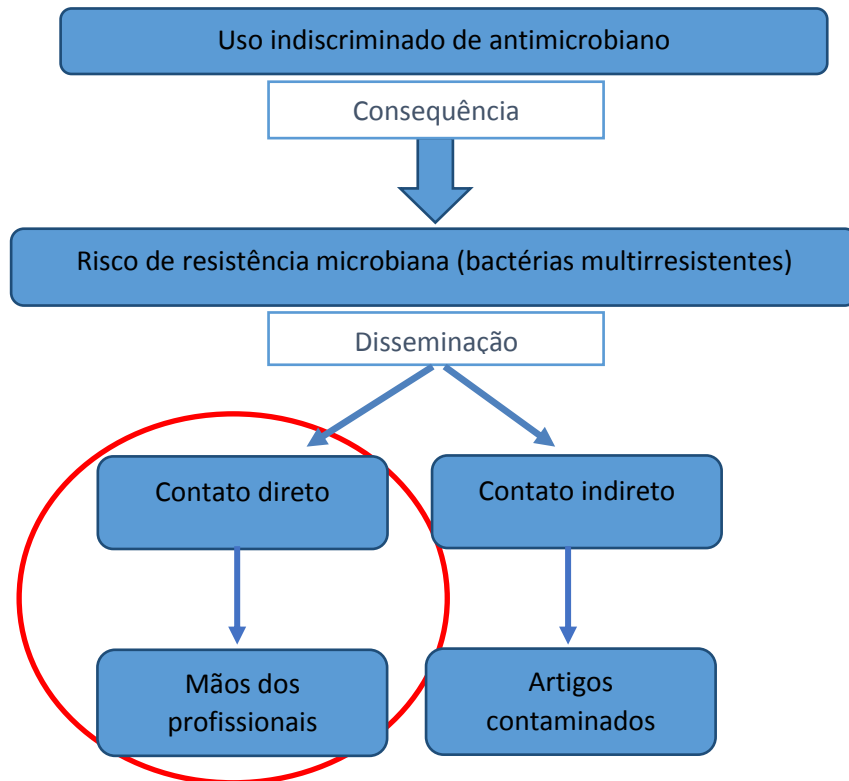 Uso indiscriminado de antimicrobiano
Consequência
Risco de resistência microbiana (bactérias multirresistentes)
Disseminação
Contato direto
Contato indireto
Mãos dos
profissionais
Artigos
contaminados